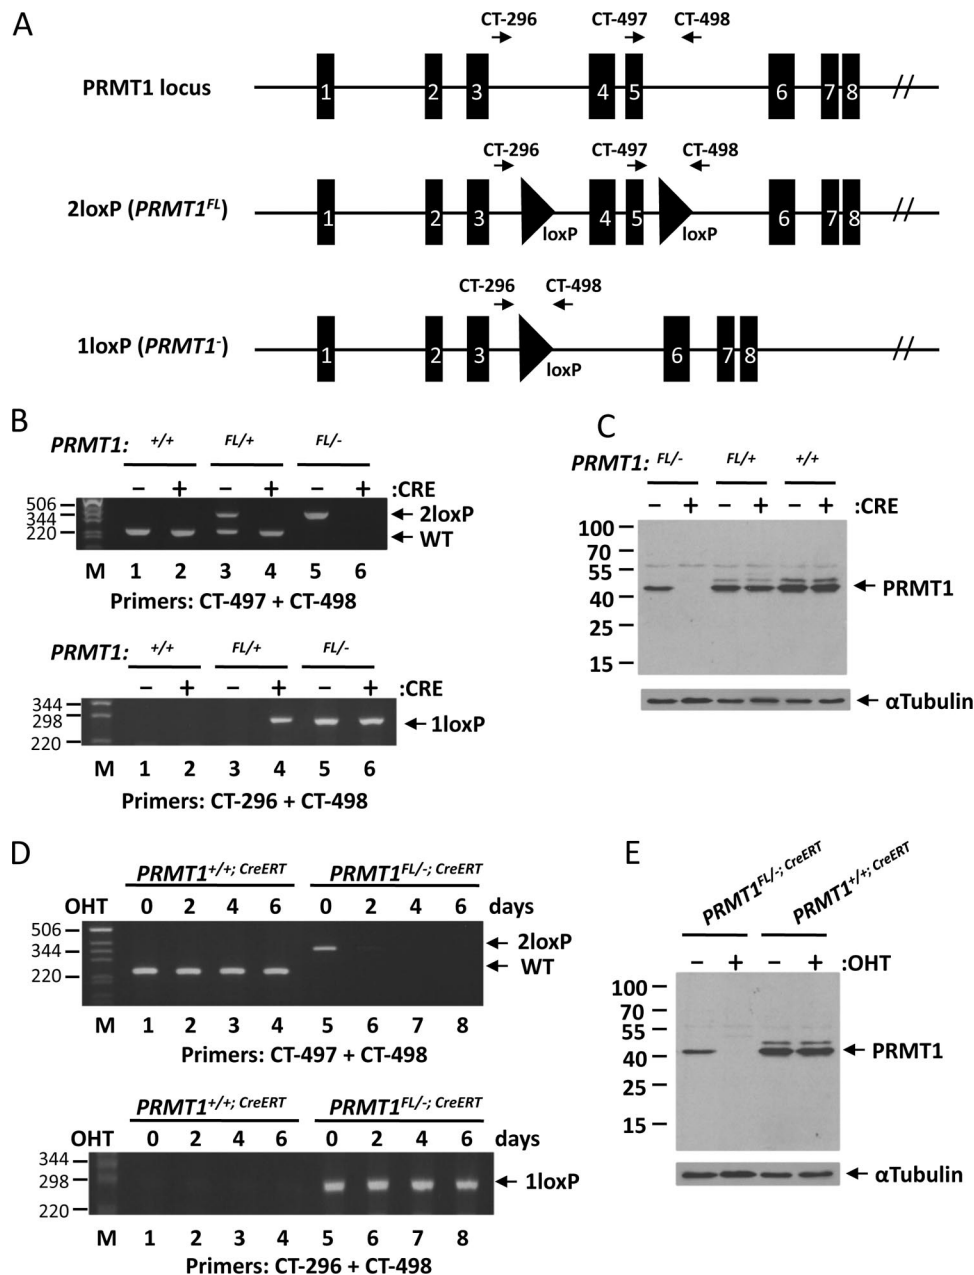 A
CT-296 CT-497 CT-498
PRMT1 locus
1 2 3 4 5 6 7 8 //
CT-296 CT-497 CT-498
2loxP (PRMT1^FL)
1 2 3 4 5 6 7 8 //
loxP loxP
CT-296 CT-498
1loxP (PRMT1^-)
1 2 3 6 7 8 //
loxP
B
PRMT1: +/+ FL/+ FL/-
− + − + − + :CRE
506
344
220
2loxP
WT
M 1 2 3 4 5 6
Primers: CT-497 + CT-498
PRMT1: +/+ FL/+ FL/-
− + − + − + :CRE
344
298
220
1loxP
M 1 2 3 4 5 6
Primers: CT-296 + CT-498
C
PRMT1: FL/- FL/+ +/+
− + − + − + :CRE
100
70
55
40
25
15
PRMT1
αTubulin
D
PRMT1^+/+; CreERT PRMT1^FL/-; CreERT
OHT 0 2 4 6 0 2 4 6 days
506
344
220
2loxP
WT
M 1 2 3 4 5 6 7 8
Primers: CT-497 + CT-498
PRMT1^+/+; CreERT PRMT1^FL/-; CreERT
OHT 0 2 4 6 0 2 4 6 days
344
298
220
1loxP
M 1 2 3 4 5 6 7 8
Primers: CT-296 + CT-498
E
PRMT1^FL/-; CreERT PRMT1^+/+; CreERT
− + − + :OHT
100
70
55
40
25
15
PRMT1
αTubulin